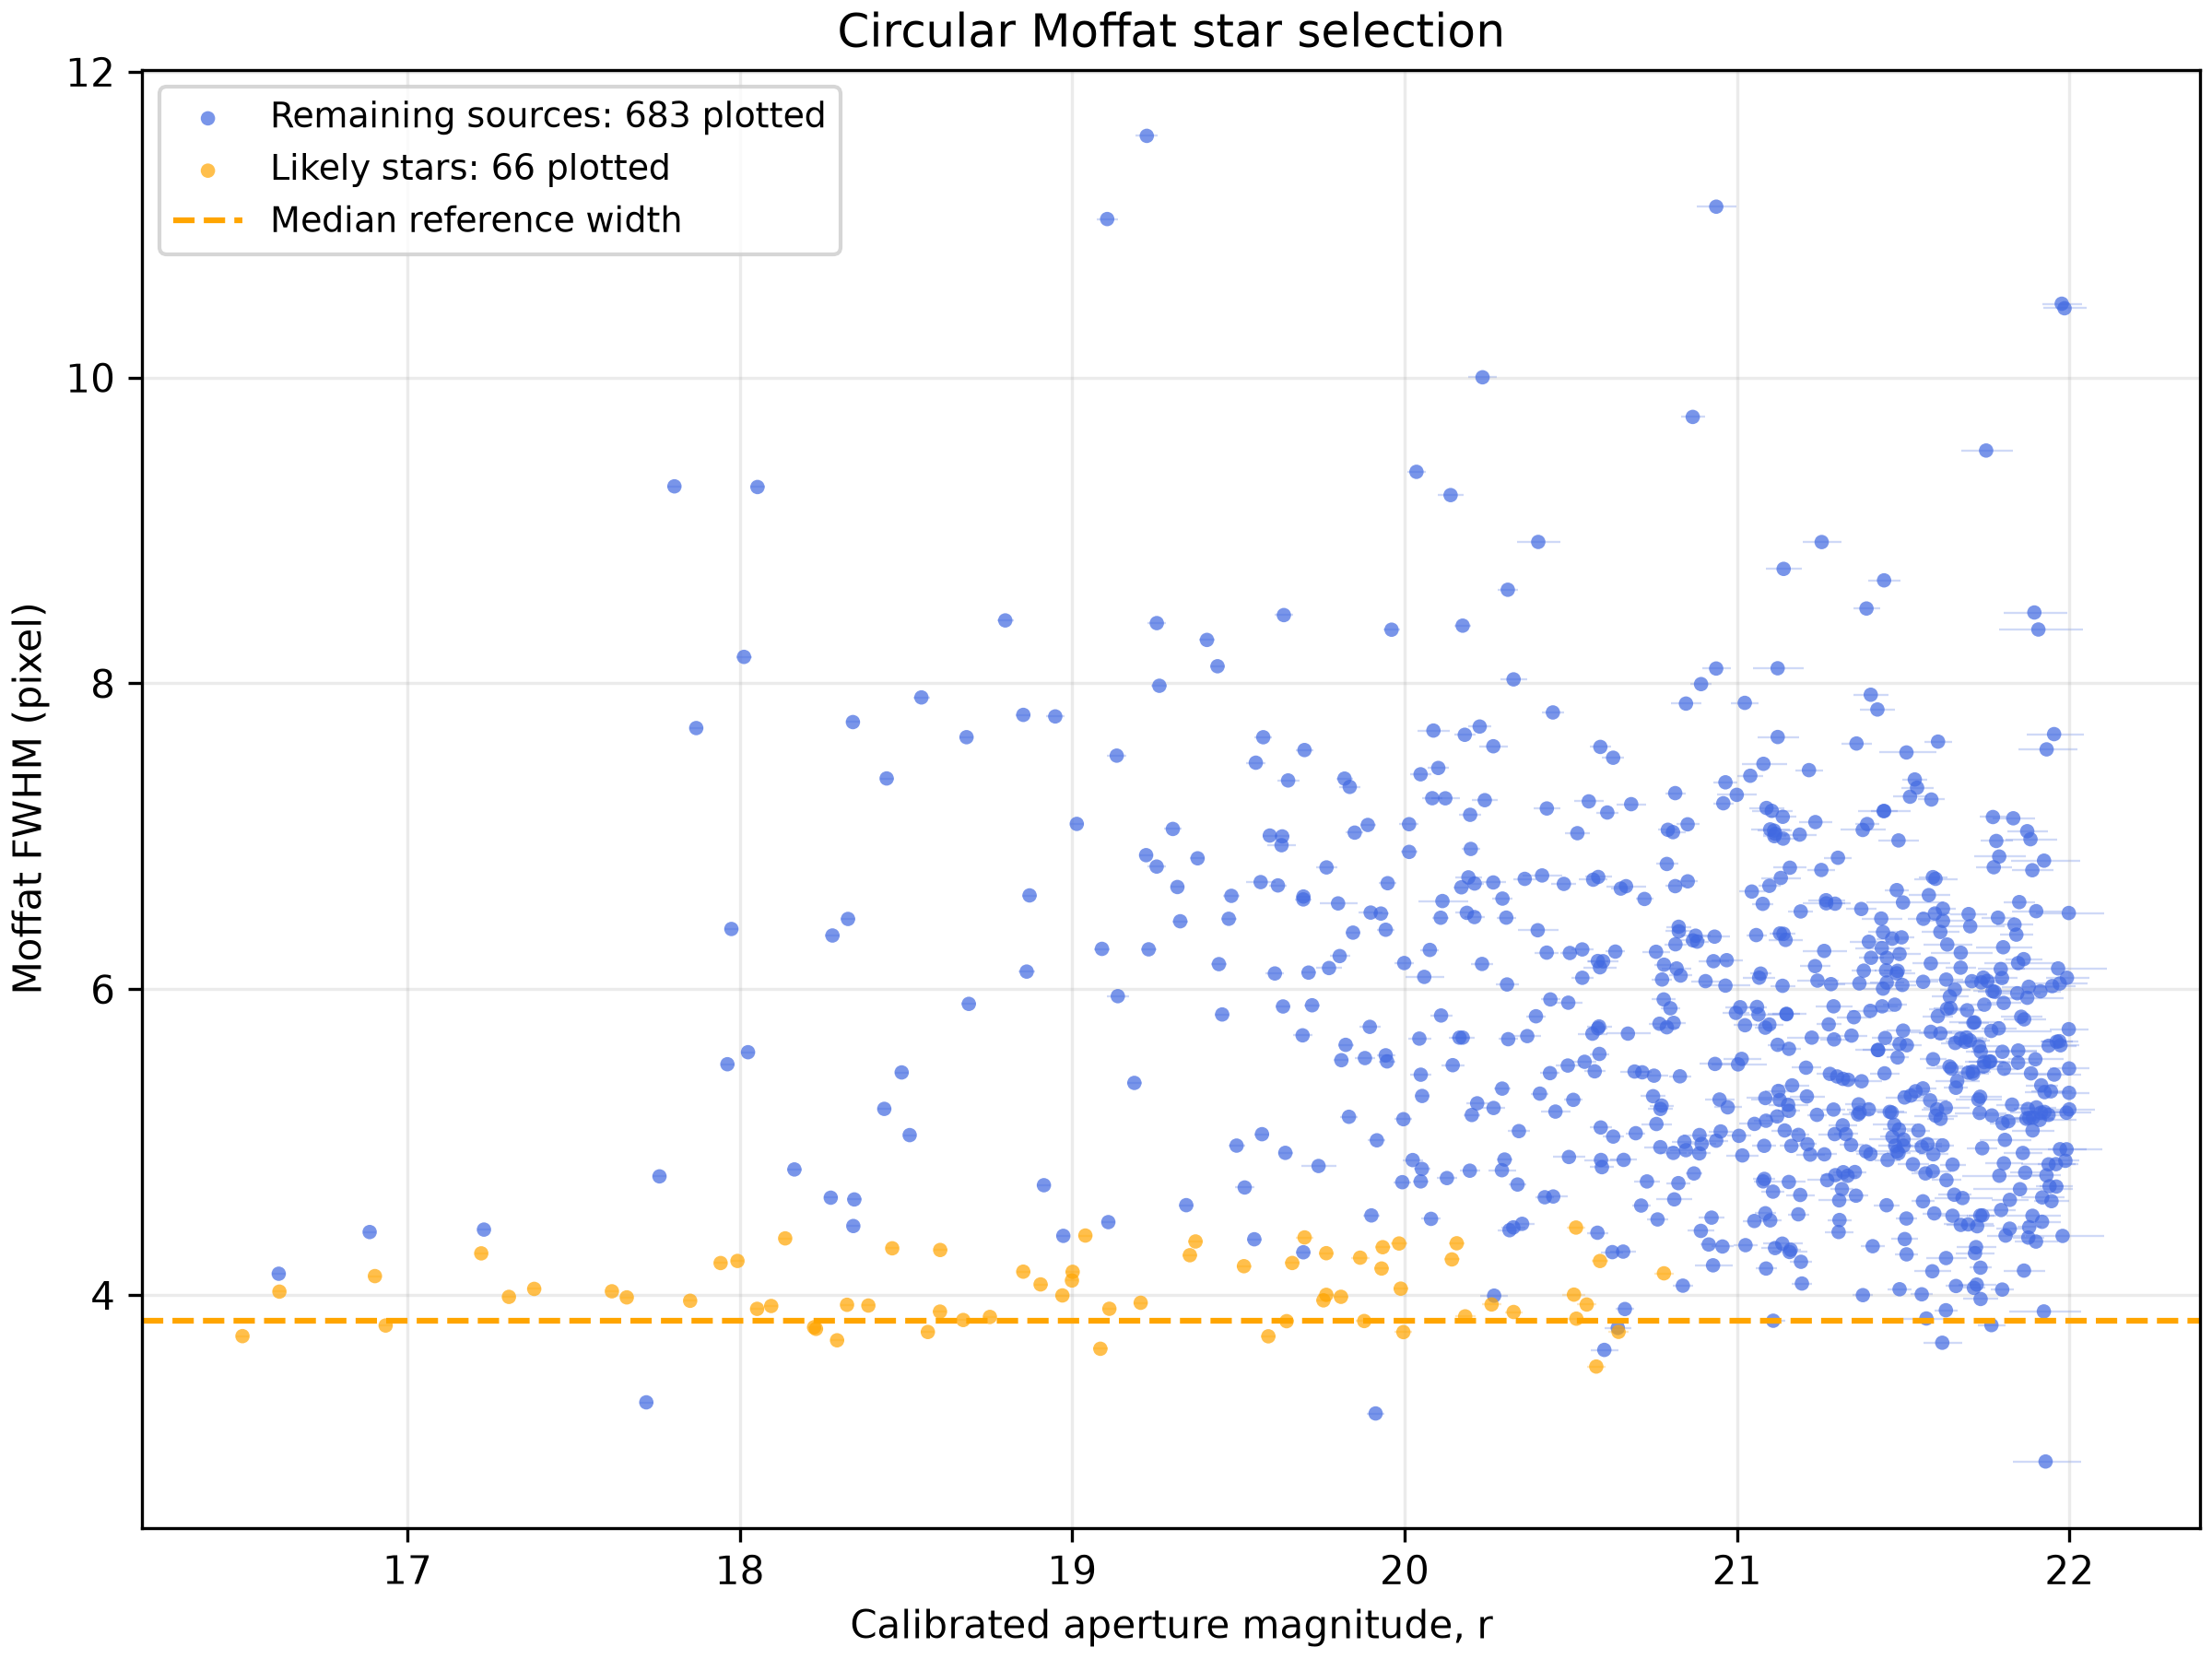 Circular Moffat star selection
Remaining sources: 683 plotted
Likely stars: 66 plotted
Median reference width
Moffat FWHM (pixel)
12
10
8
6
4
17 18 19 20 21 22
Calibrated aperture magnitude, r